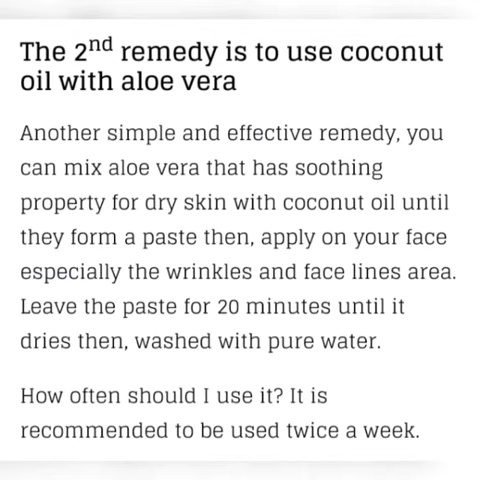 The 2nd remedy is to use coconut
oil with aloe vera
Another simple and effective remedy, you
can mix aloe vera that has soothing
property for dry skin with coconut oil until
they form a paste then, apply on your face
especially the wrinkles and face lines area.
Leave the paste for 20 minutes until it
dries then, washed with pure water.
How often should I use it? It is
recommended to be used twice a week.